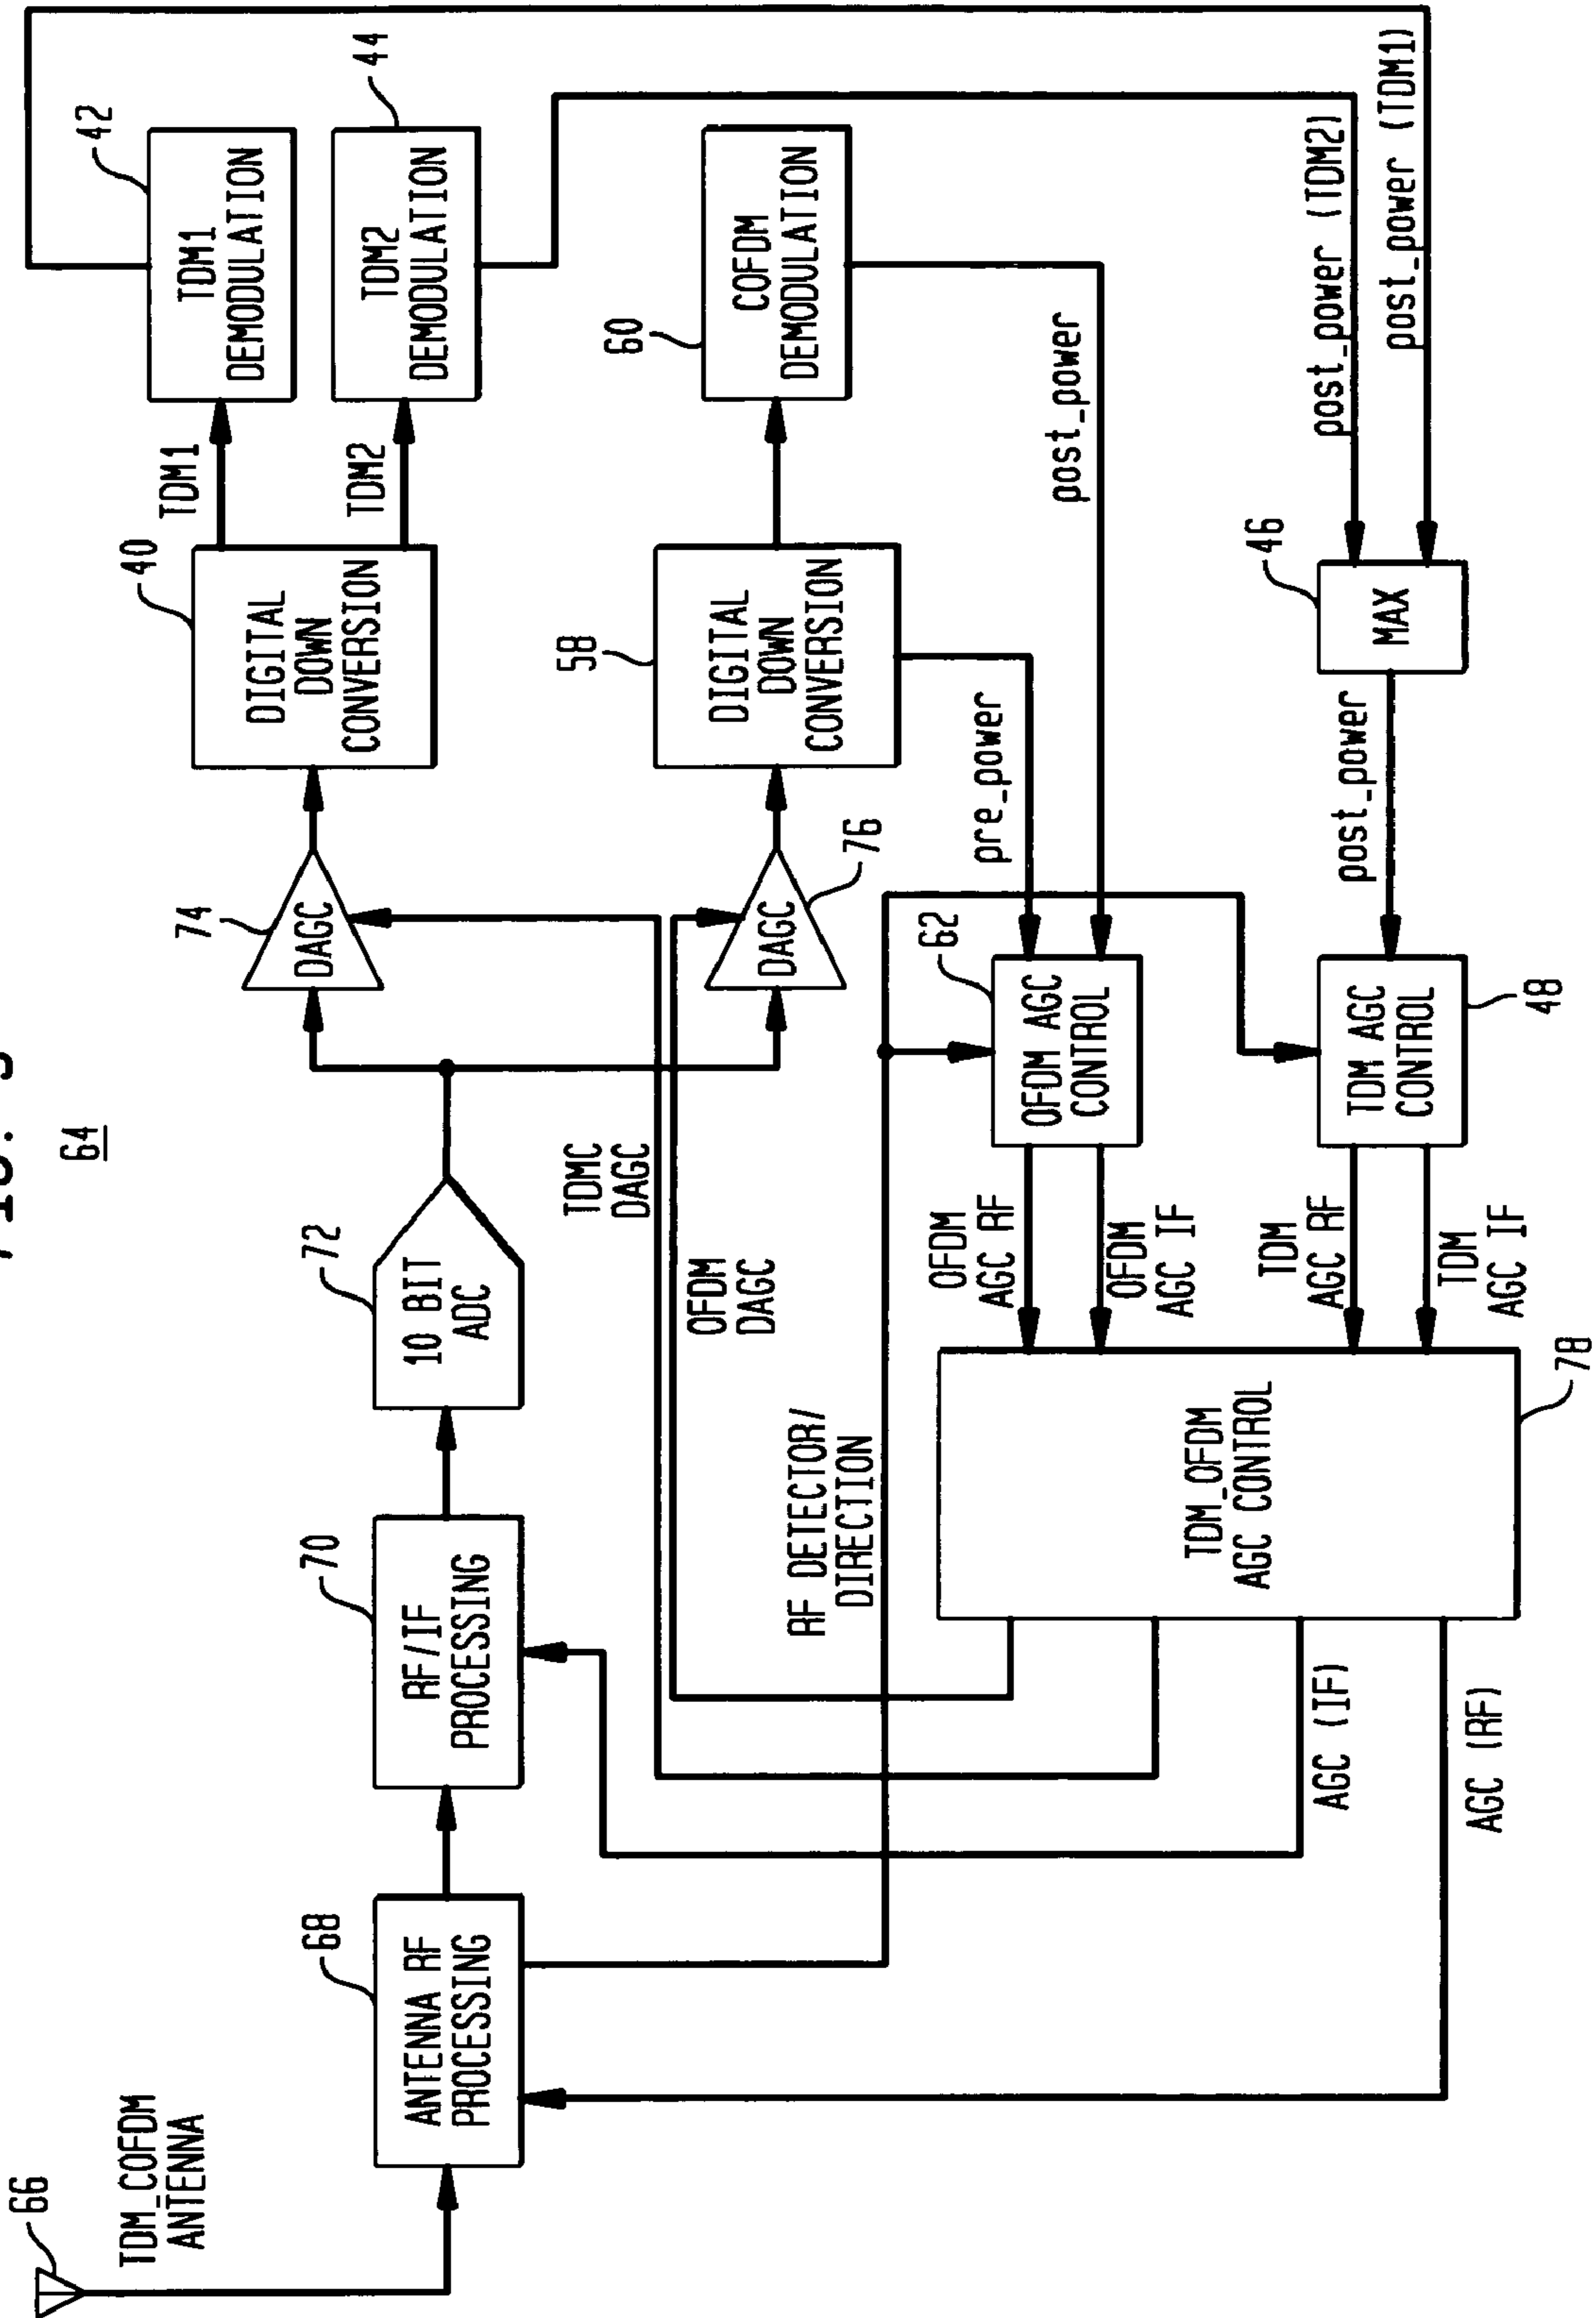 64
66
TDM_COFDM
ANTENNA
68
ANTENNA RF
PROCESSING
70
RF/IF
PROCESSING
72
10 BIT
ADC
74
DAGC
40
DIGITAL
DOWN
CONVERSION
TDM1
TDM2
42
TDM1
DEMODULATION
TDM2
DEMODULATION
44
TDMC
DAGC
OFDM
DAGC
DAGC
76
58
DIGITAL
DOWN
CONVERSION
60
COFDM
DEMODULATION
RF DETECTOR/
DIRECTION
pre_power
post_power
62
OFDM AGC
CONTROL
OFDM
AGC RF
OFDM
AGC IF
TDM_OFDM
AGC CONTROL
78
TDM
AGC RF
TDM
AGC IF
TDM AGC
CONTROL
48
post_power
46
MAX
post_power (TDM2)
post_power (TDM1)
AGC (IF)
AGC (RF)